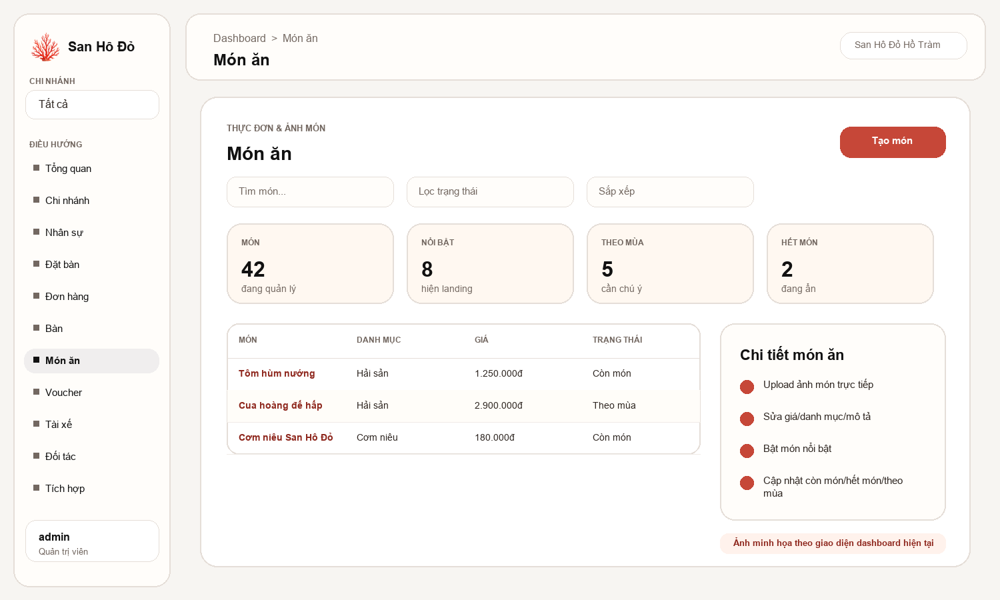 San Hô Đỏ
CHI NHÁNH
Tất cả
ĐIỀU HƯỚNG
Tổng quan
Chi nhánh
Nhân sự
Đặt bàn
Đơn hàng
Bàn
Món ăn
Voucher
Tài xế
Đối tác
Tích hợp
admin
Quản trị viên
Dashboard > Món ăn
Món ăn
San Hô Đỏ Hồ Tràm
THỰC ĐƠN & ẢNH MÓN
Món ăn
Tạo món
Tìm món...
Lọc trạng thái
Sắp xếp
MÓN
42
đang quản lý
NỔI BẬT
8
hiện landing
THEO MÙA
5
cần chú ý
HẾT MÓN
2
đang ẩn
MÓN DANH MỤC GIÁ TRẠNG THÁI
Tôm hùm nướng Hải sản 1.250.000đ Còn món
Cua hoàng đế hấp Hải sản 2.900.000đ Theo mùa
Cơm niêu San Hô Đỏ Cơm niêu 180.000đ Còn món
Chi tiết món ăn
Upload ảnh món trực tiếp
Sửa giá/danh mục/mô tả
Bật món nổi bật
Cập nhật còn món/hết món/theo
mùa
Ảnh minh họa theo giao diện dashboard hiện tại